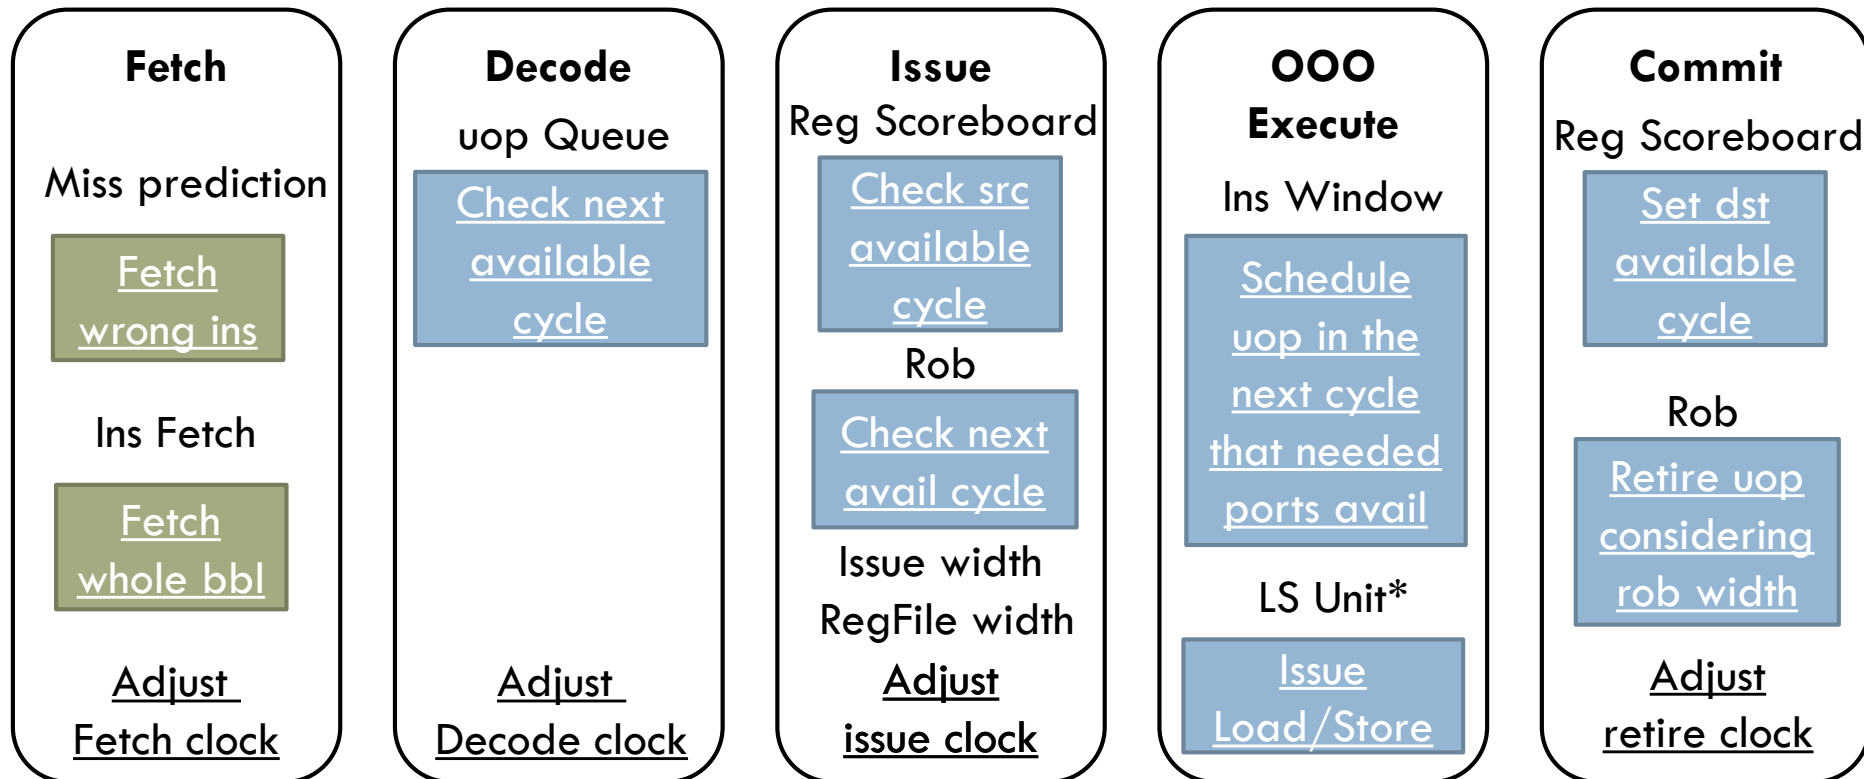 Fetch
Miss prediction
Fetch
wrong ins
Ins Fetch
Fetch
whole bbl
Adjust
Fetch clock
Decode
uop Queue
Check next
available
cycle
Adjust
Decode clock
Issue
Reg Scoreboard
Check src
available
cycle
Rob
Check next
avail cycle
Issue width
RegFile width
Adjust
issue clock
OOO
Execute
Ins Window
Schedule
uop in the
next cycle
that needed
ports avail
LS Unit*
Issue
Load/Store
Commit
Reg Scoreboard
Set dst
available
cycle
Rob
Retire uop
considering
rob width
Adjust
retire clock